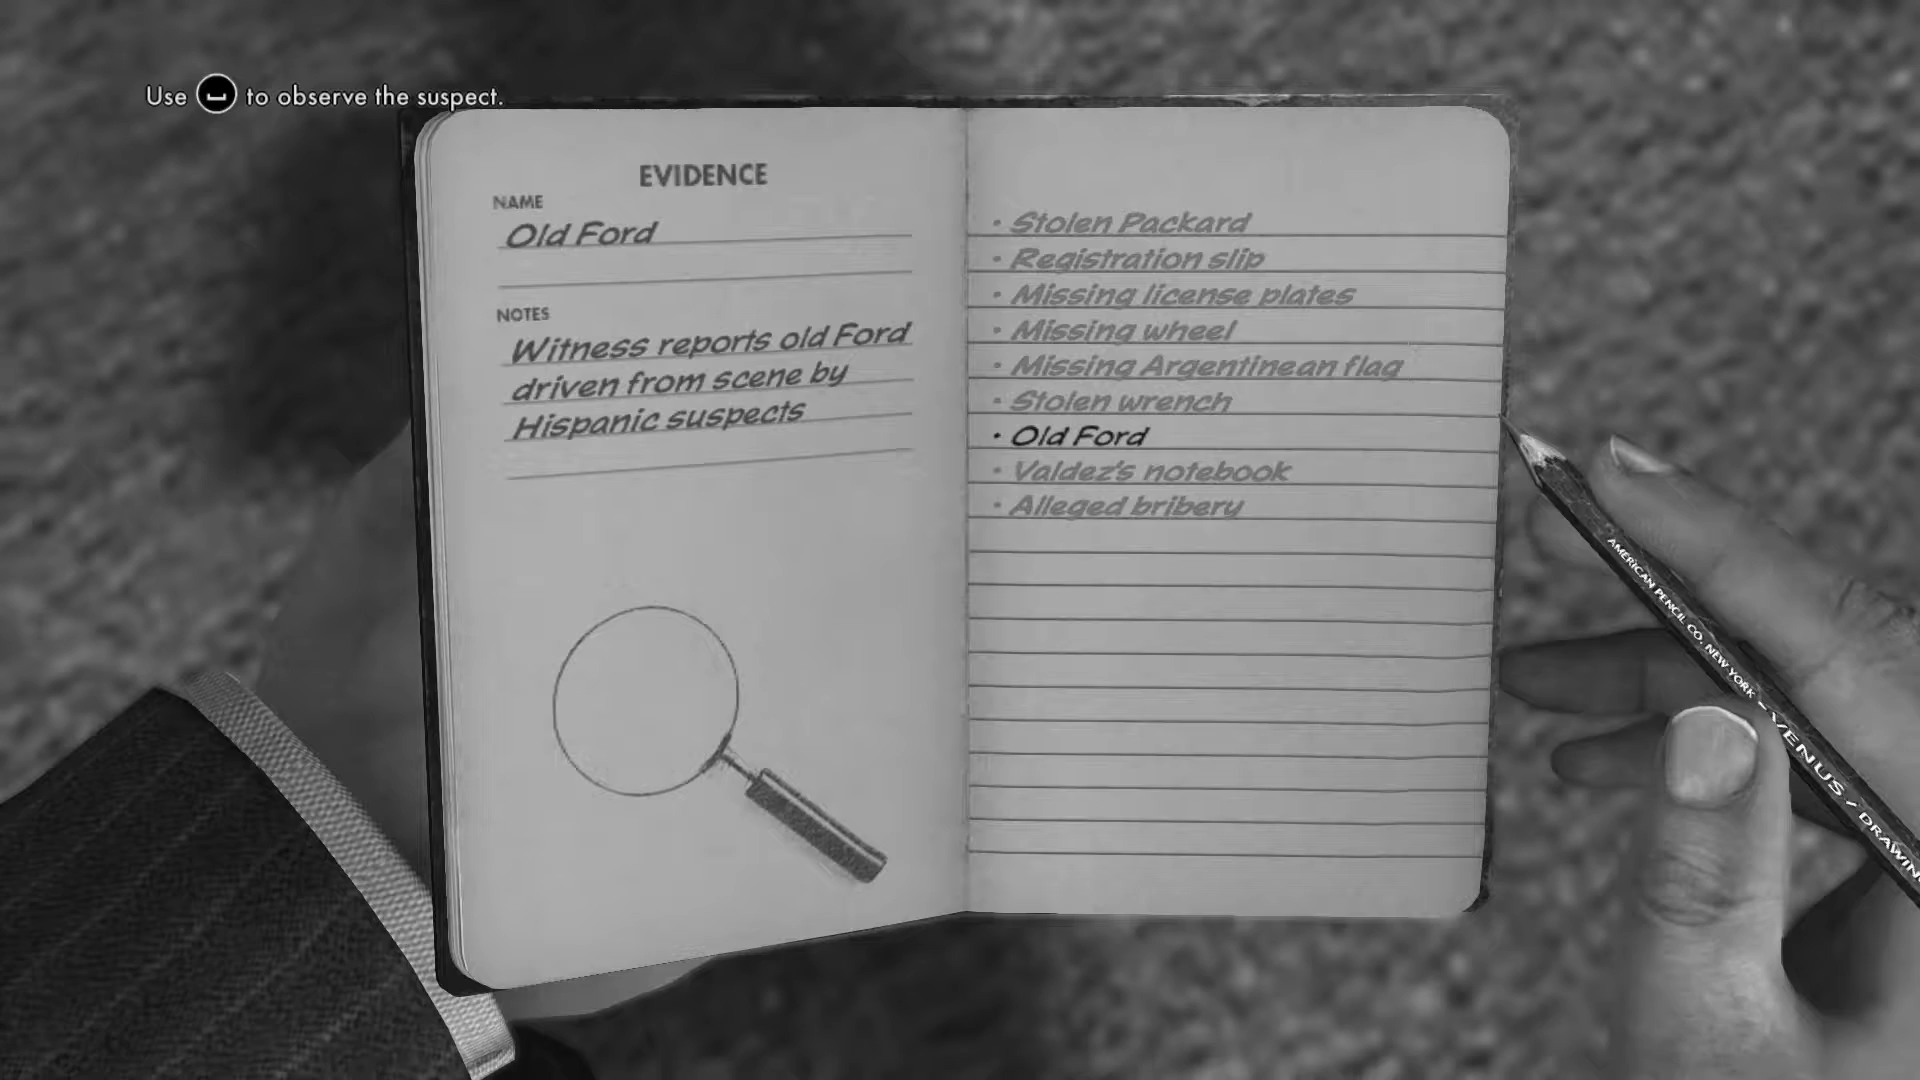 Use to observe the suspect.
EVIDENCE
NAME
Old Ford
NOTES
Witness reports old Ford
driven from scene by
Hispanic suspects
• Stolen Packard
• Registration slip
• Missing license plates
• Missing wheel
• Missing Argentinean flag
• Stolen wrench
• Old Ford
• Valdez's notebook
• Alleged bribery
AMERICAN PENCIL CO. NEW YORK - VENUS / DRAWIN